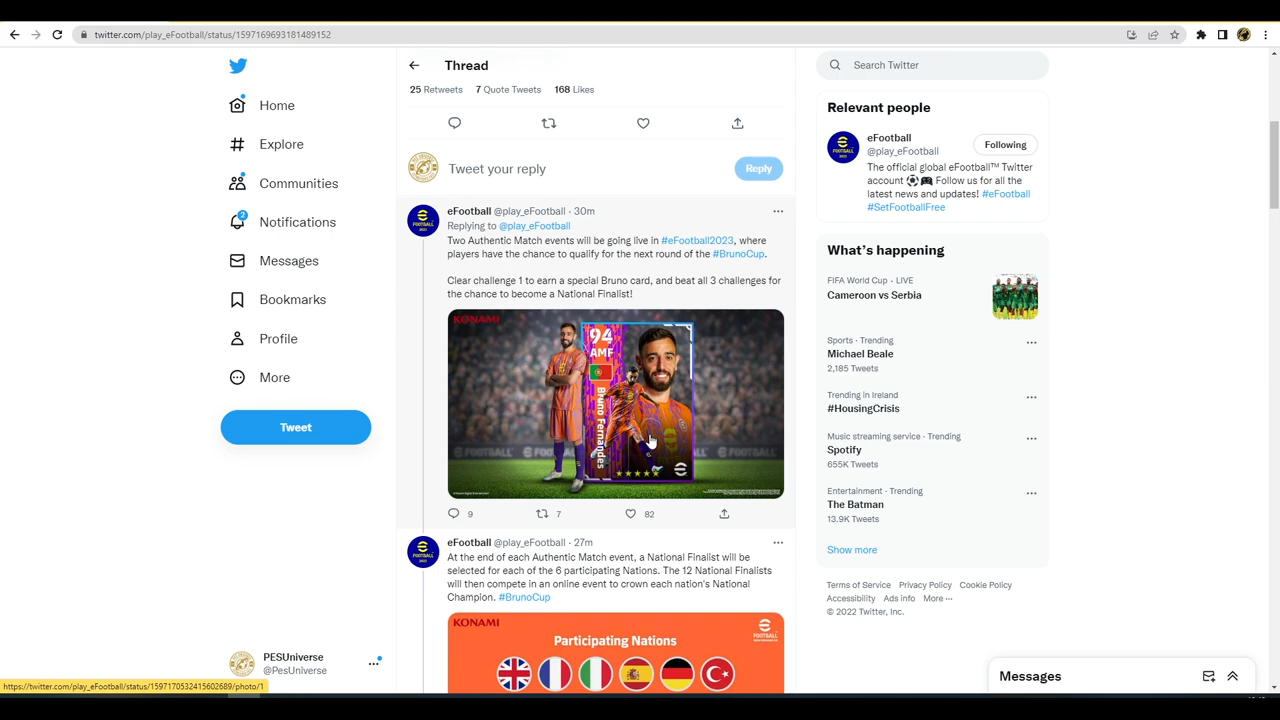 twitter.com/play_eFootball/status/1597169693181489152
Home
Explore
Communities
2
Notifications
Messages
Bookmarks
Profile
More
Tweet
PESUniverse
@PesUniverse
https://twitter.com/play_eFootball/status/1597170532415602689/photo/1
Thread
25 Retweets 7 Quote Tweets 168 Likes
Tweet your reply
Reply
eFootball @play_eFootball · 30m
Replying to @play_eFootball
Two Authentic Match events will be going live in #eFootball2023, where
players have the chance to qualify for the next round of the #BrunoCup.
Clear challenge 1 to earn a special Bruno card, and beat all 3 challenges for
the chance to become a National Finalist!
KONAMI
94
AMF
Bruno Fernandes
9 7 82
eFootball @play_eFootball · 27m
At the end of each Authentic Match event, a National Finalist will be
selected for each of the 6 participating Nations. The 12 National Finalists
will then compete in an online event to crown each nation's National
Champion. #BrunoCup
KONAMI
FOOTBALL
Participating Nations
Search Twitter
Relevant people
eFootball
@play_eFootball
Following
The official global eFootball™ Twitter
account ⚽🎮 Follow us for all the
latest news and updates! #eFootball
#SetFootballFree
What's happening
FIFA World Cup · LIVE
Cameroon vs Serbia
Sports · Trending
Michael Beale
2,185 Tweets
Trending in Ireland
#HousingCrisis
Music streaming service · Trending
Spotify
655K Tweets
Entertainment · Trending
The Batman
13.9K Tweets
Show more
Terms of Service Privacy Policy Cookie Policy
Accessibility Ads info More ···
© 2022 Twitter, Inc.
Messages